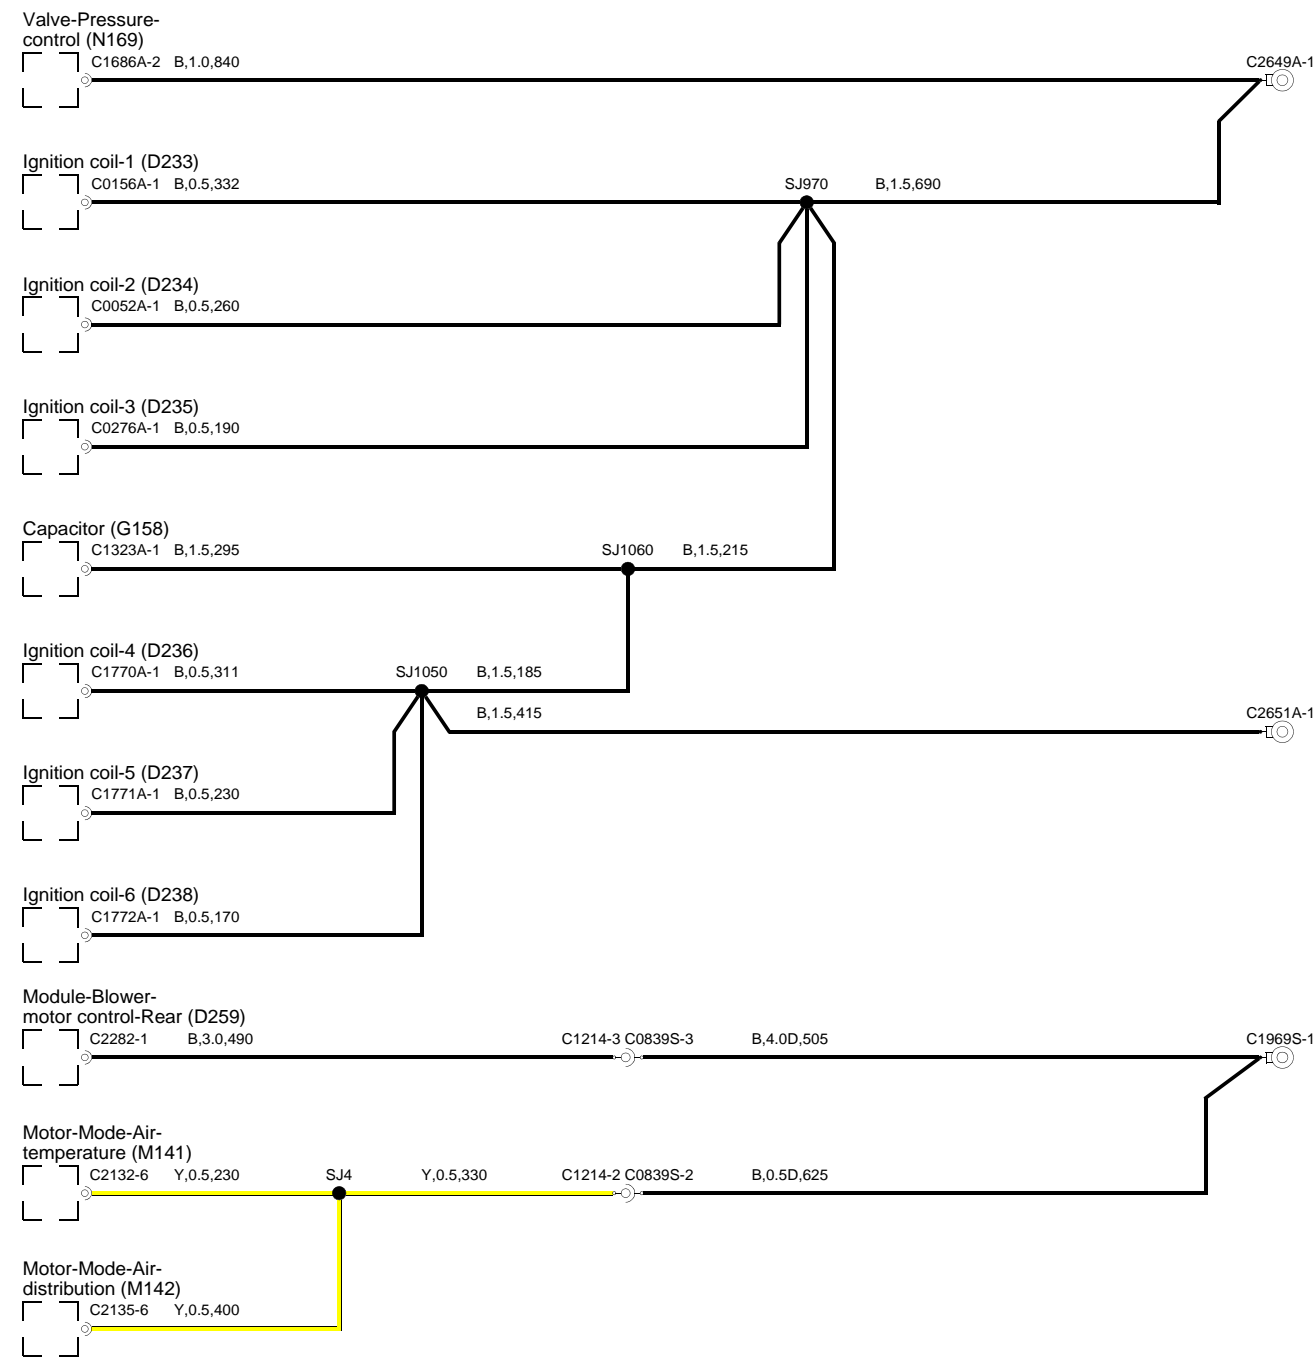 Valve-Pressure-
control (N169)
C1686A-2 B,1.0,840 C2649A-1
Ignition coil-1 (D233)
C0156A-1 B,0.5,332 SJ970 B,1.5,690
Ignition coil-2 (D234)
C0052A-1 B,0.5,260
Ignition coil-3 (D235)
C0276A-1 B,0.5,190
Capacitor (G158)
C1323A-1 B,1.5,295 SJ1060 B,1.5,215
Ignition coil-4 (D236)
C1770A-1 B,0.5,311 SJ1050 B,1.5,185
B,1.5,415 C2651A-1
Ignition coil-5 (D237)
C1771A-1 B,0.5,230
Ignition coil-6 (D238)
C1772A-1 B,0.5,170
Module-Blower-
motor control-Rear (D259)
C2282-1 B,3.0,490 C1214-3 C0839S-3 B,4.0D,505 C1969S-1
Motor-Mode-Air-
temperature (M141)
C2132-6 Y,0.5,230 SJ4 Y,0.5,330 C1214-2 C0839S-2 B,0.5D,625
Motor-Mode-Air-
distribution (M142)
C2135-6 Y,0.5,400